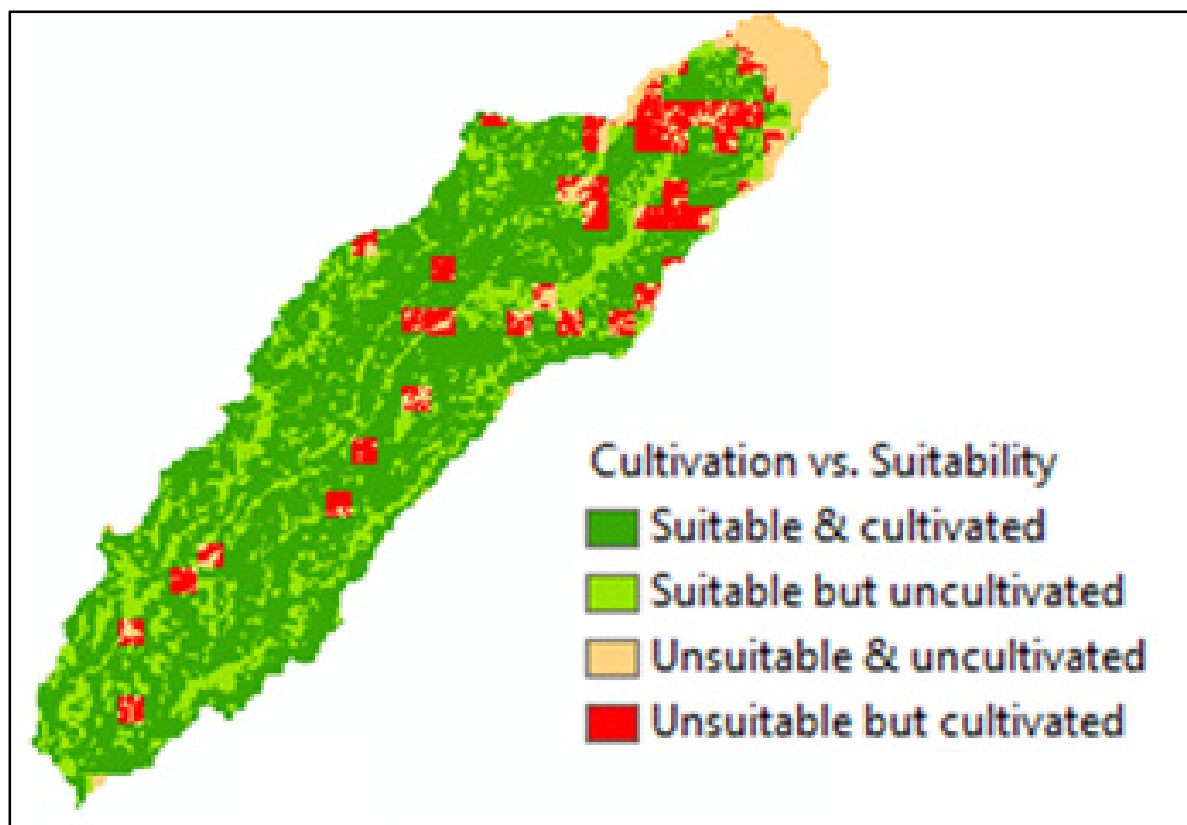 Cultivation vs. Suitability
Suitable & cultivated
Suitable but uncultivated
Unsuitable & uncultivated
Unsuitable but cultivated